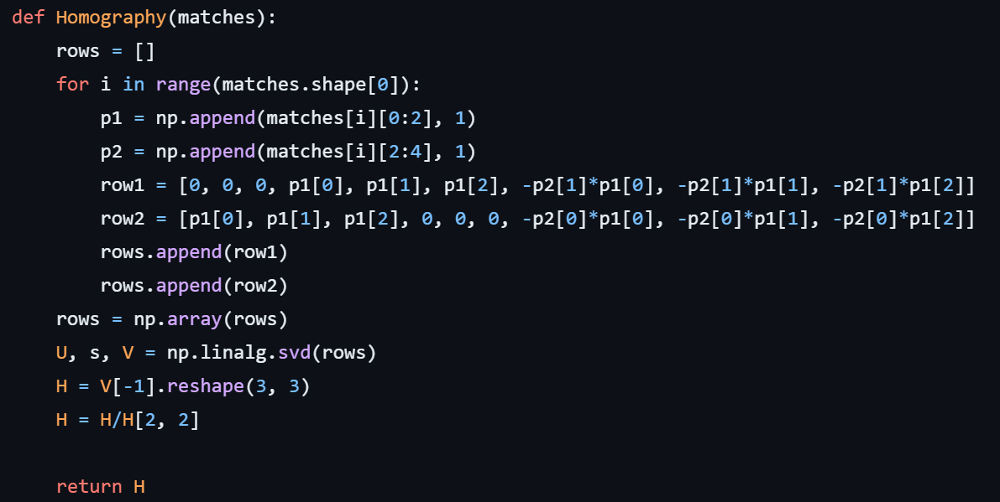 def Homography(matches):
    rows = []
    for i in range(matches.shape[0]):
        p1 = np.append(matches[i][0:2], 1)
        p2 = np.append(matches[i][2:4], 1)
        row1 = [0, 0, 0, p1[0], p1[1], p1[2], -p2[1]*p1[0], -p2[1]*p1[1], -p2[1]*p1[2]]
        row2 = [p1[0], p1[1], p1[2], 0, 0, 0, -p2[0]*p1[0], -p2[0]*p1[1], -p2[0]*p1[2]]
        rows.append(row1)
        rows.append(row2)
    rows = np.array(rows)
    U, s, V = np.linalg.svd(rows)
    H = V[-1].reshape(3, 3)
    H = H/H[2, 2]

    return H